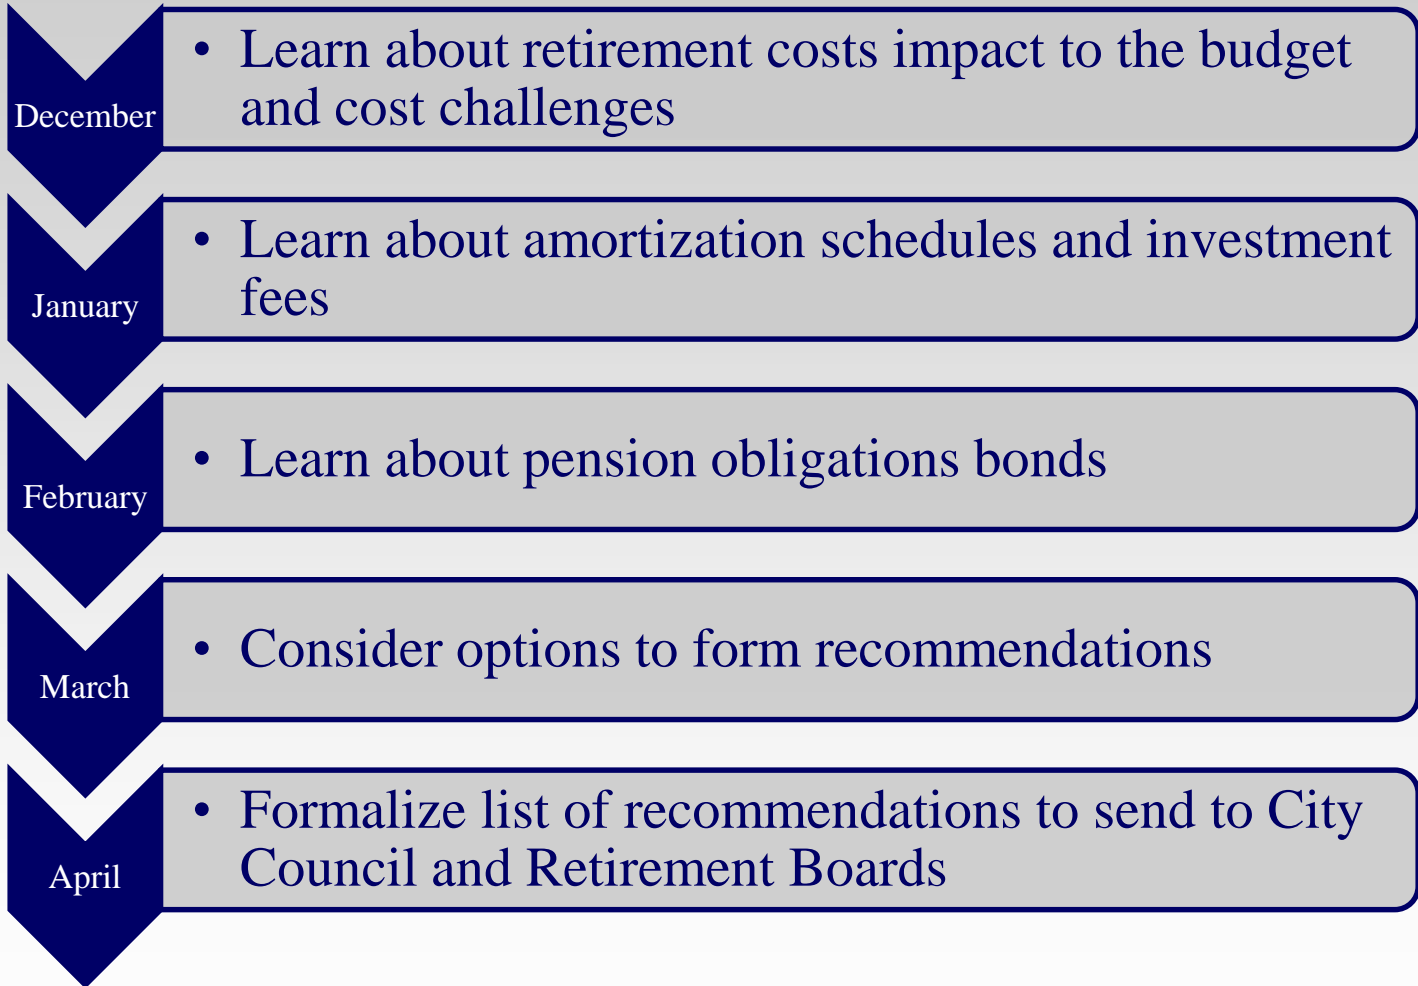 December
• Learn about retirement costs impact to the budget
and cost challenges
January
• Learn about amortization schedules and investment
fees
February
• Learn about pension obligations bonds
March
• Consider options to form recommendations
April
• Formalize list of recommendations to send to City
Council and Retirement Boards